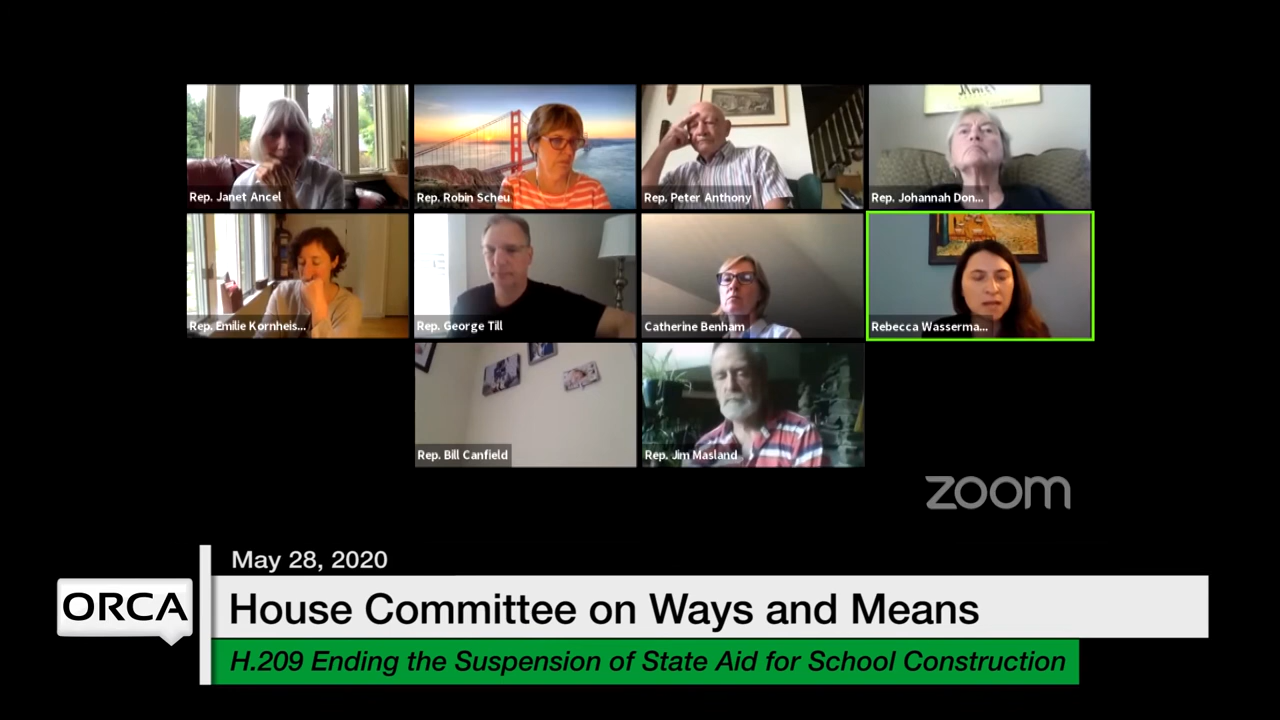 Rep. Janet Ancel
Rep. Robin Scheu
Rep. Peter Anthony
Rep. Johannah Don...
Rep. Emilie Kornheis...
Rep. George Till
Catherine Benham
Rebecca Wasserma...
Rep. Bill Canfield
Rep. Jim Masland
zoom
May 28, 2020
ORCA
House Committee on Ways and Means
H.209 Ending the Suspension of State Aid for School Construction